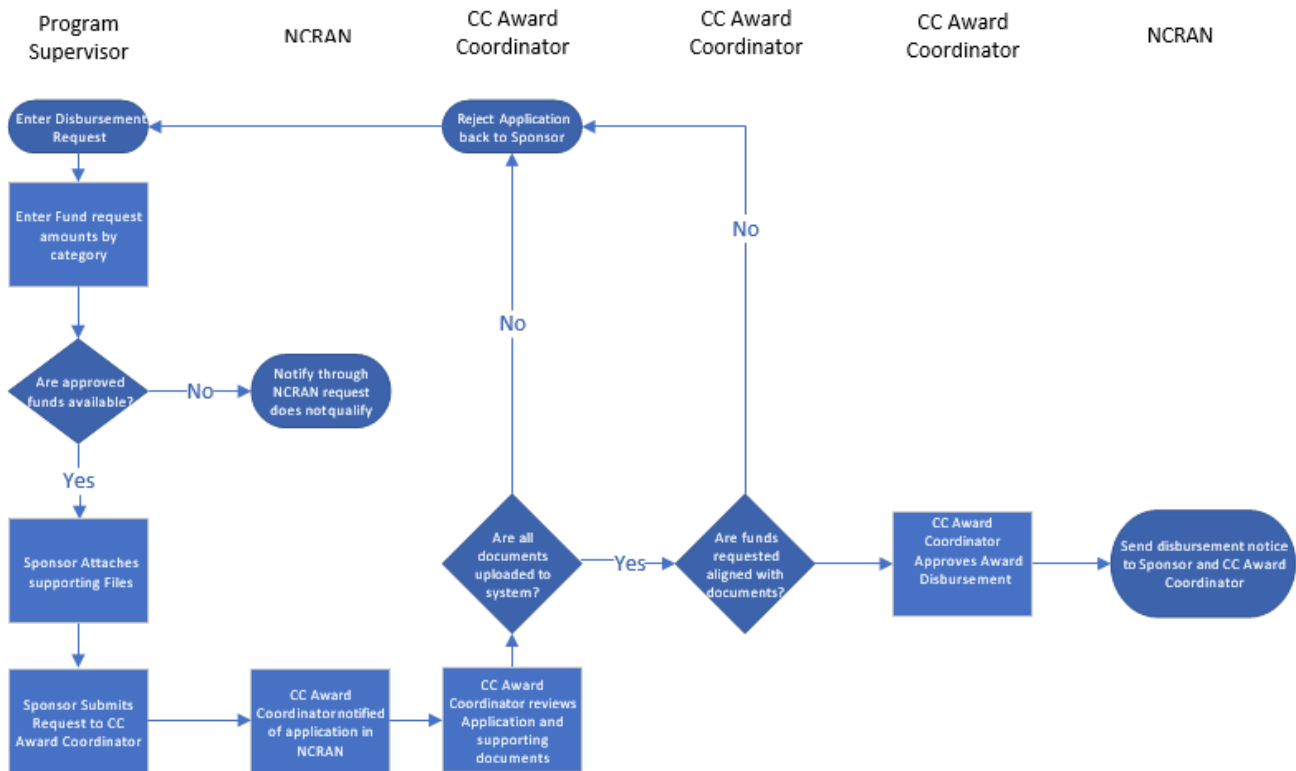 Program
Supervisor
NCRAN
CC Award
Coordinator
CC Award
Coordinator
CC Award
Coordinator
NCRAN
Enter Disbursement
Request
Reject Application
back to Sponsor
Enter Fund request
amounts by
category
No
No
Are approved
funds available?
No
Notify through
NCRAN request
does not qualify
Yes
Sponsor Attaches
supporting Files
Are all
documents
uploaded to
system?
Yes
Are funds
requested
aligned with
documents?
CC Award
Coordinator
Approves Award
Disbursement
Send disbursement notice
to Sponsor and CC Award
Coordinator
Sponsor Submits
Request to CC
Award Coordinator
CC Award
Coordinator notified
of application in
NCRAN
CC Award
Coordinator reviews
Application and
supporting
documents